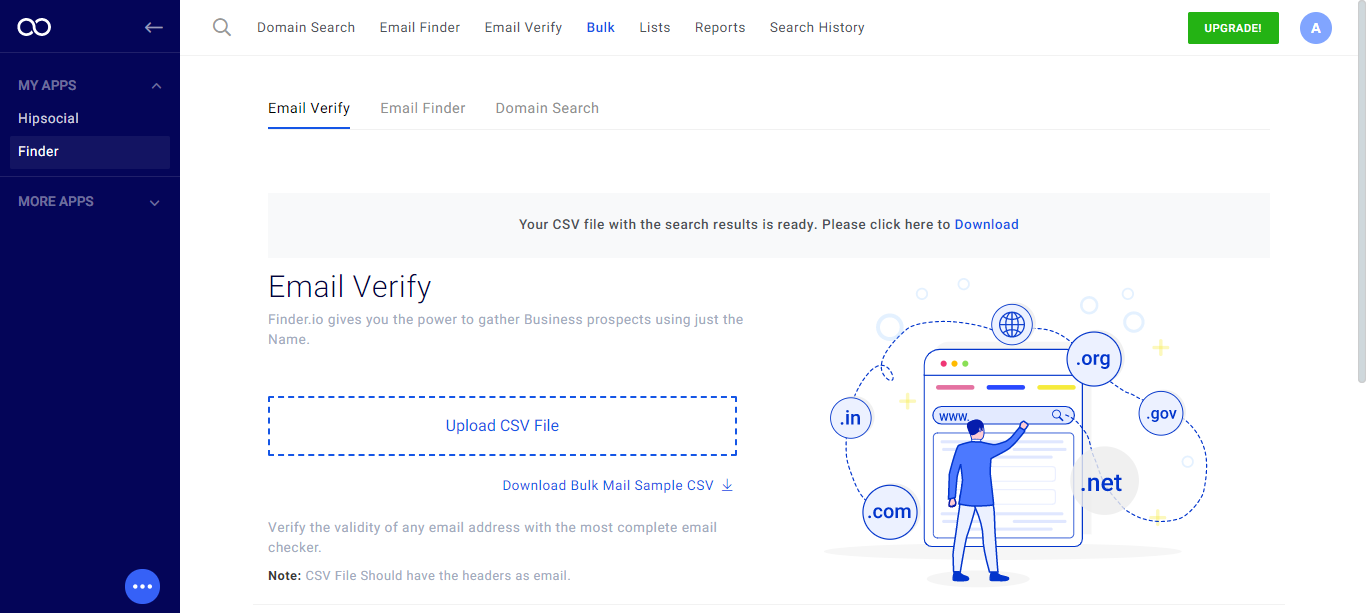 Domain Search Email Finder Email Verify Bulk Lists Reports Search History UPGRADE! A
MY APPS
Hipsocial
Finder
MORE APPS
Email Verify Email Finder Domain Search
Your CSV file with the search results is ready. Please click here to Download
Email Verify
Finder.io gives you the power to gather Business prospects using just the
Name.
Upload CSV File
Download Bulk Mail Sample CSV
Verify the validity of any email address with the most complete email
checker.
Note: CSV File Should have the headers as email.
.org
.in
www.
.gov
.net
.com